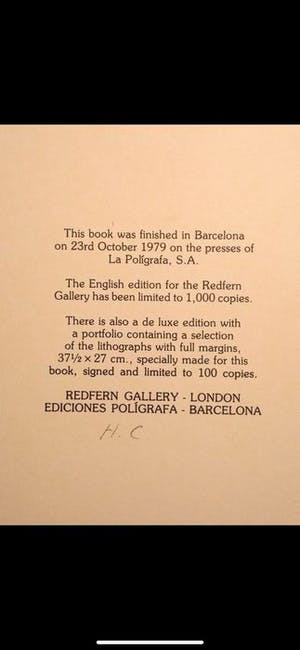 This book was finished in Barcelona
on 23rd October 1979 on the presses of
La Polígrafa, S.A.
The English edition for the Redfern
Gallery has been limited to 1,000 copies.
There is also a de luxe edition with
a portfolio containing a selection
of the lithographs with full margins,
37½ × 27 cm., specially made for this
book, signed and limited to 100 copies.
REDFERN GALLERY - LONDON
EDICIONES POLÍGRAFA - BARCELONA
H. C